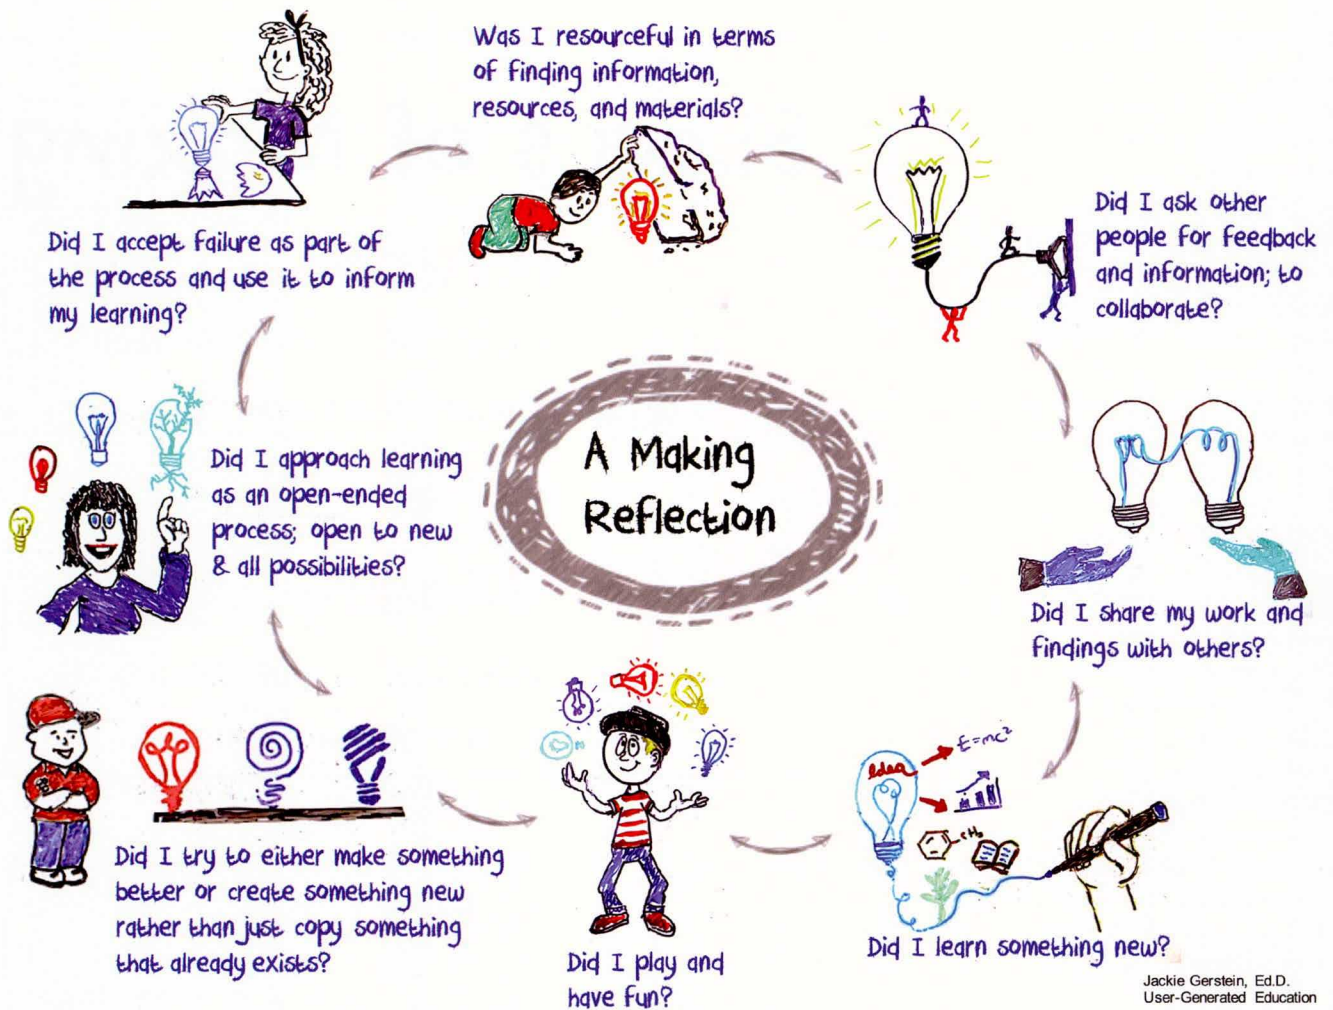 Was I resourceful in terms
of finding information,
resources, and materials?
Did I ask other
people for feedback
and information; to
collaborate?
Did I share my work and
findings with others?
Idea
E=mc²
CH₃
Did I learn something new?
Did I play and
have fun?
Did I try to either make something
better or create something new
rather than just copy something
that already exists?
Did I approach learning
as an open-ended
process; open to new
& all possibilities?
Did I accept failure as part of
the process and use it to inform
my learning?
A Making
Reflection
Jackie Gerstein, Ed.D.
User-Generated Education